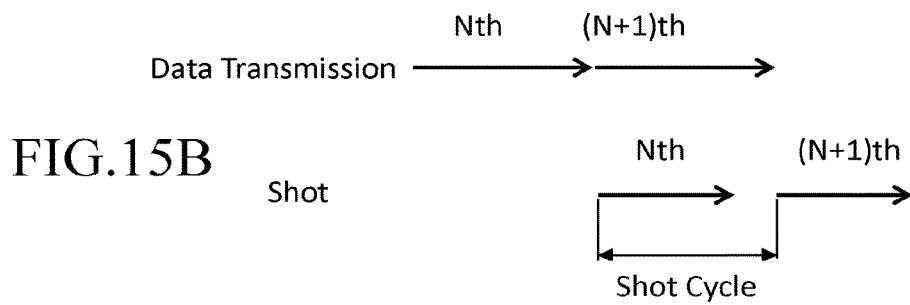 Nth (N+1)th
Data Transmission
FIG.15B
Nth (N+1)th
Shot
Shot Cycle